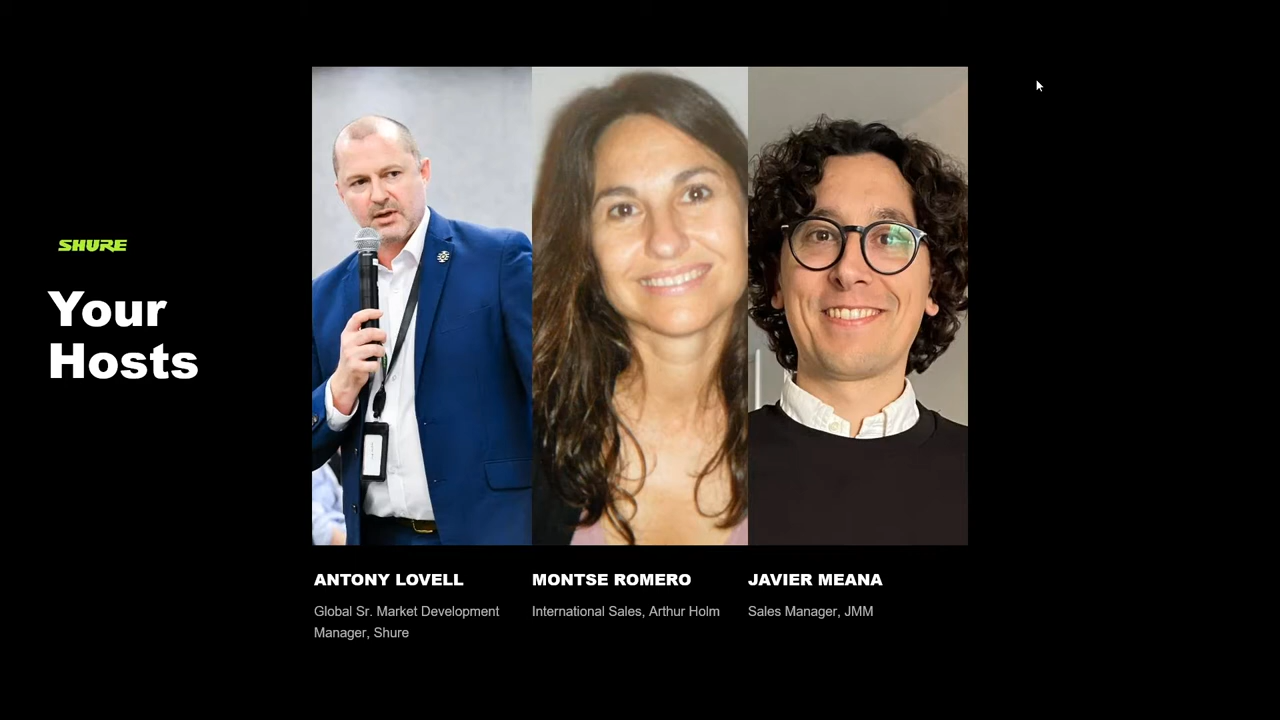 SHURE
Your
Hosts
ANTONY LOVELL
Global Sr. Market Development
Manager, Shure
MONTSE ROMERO
International Sales, Arthur Holm
JAVIER MEANA
Sales Manager, JMM